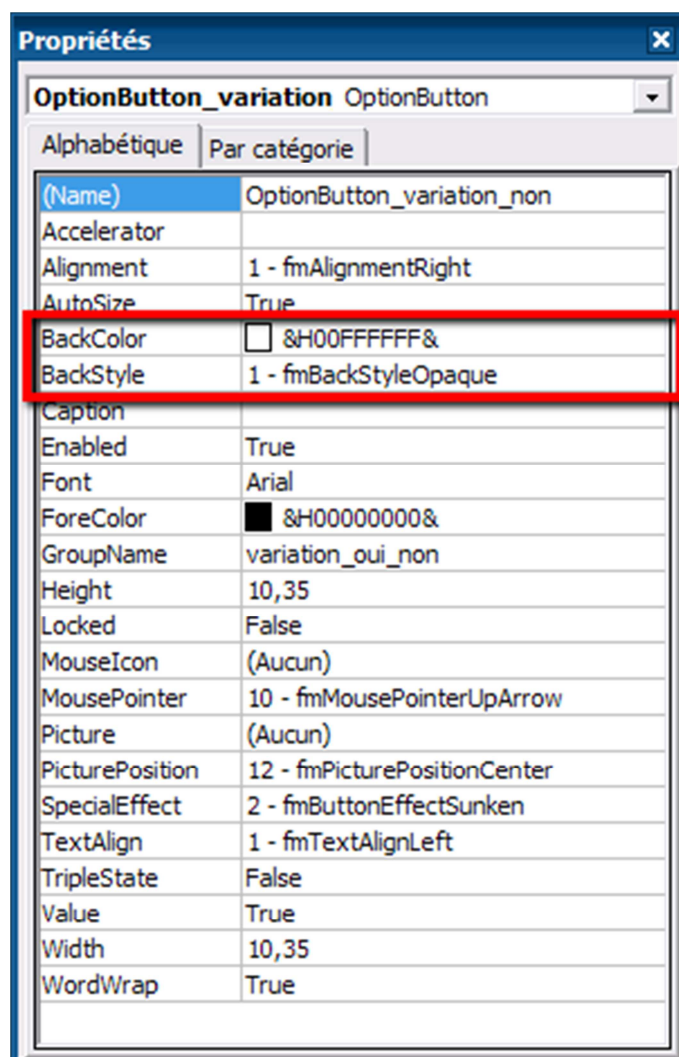 Propriétés
OptionButton_variation OptionButton
Alphabétique Par catégorie
(Name) OptionButton_variation_non
Accelerator
Alignment 1 - fmAlignmentRight
AutoSize True
BackColor &H00FFFFFF&
BackStyle 1 - fmBackStyleOpaque
Caption
Enabled True
Font Arial
ForeColor &H00000000&
GroupName variation_oui_non
Height 10,35
Locked False
MouseIcon (Aucun)
MousePointer 10 - fmMousePointerUpArrow
Picture (Aucun)
PicturePosition 12 - fmPicturePositionCenter
SpecialEffect 2 - fmButtonEffectSunken
TextAlign 1 - fmTextAlignLeft
TripleState False
Value True
Width 10,35
WordWrap True